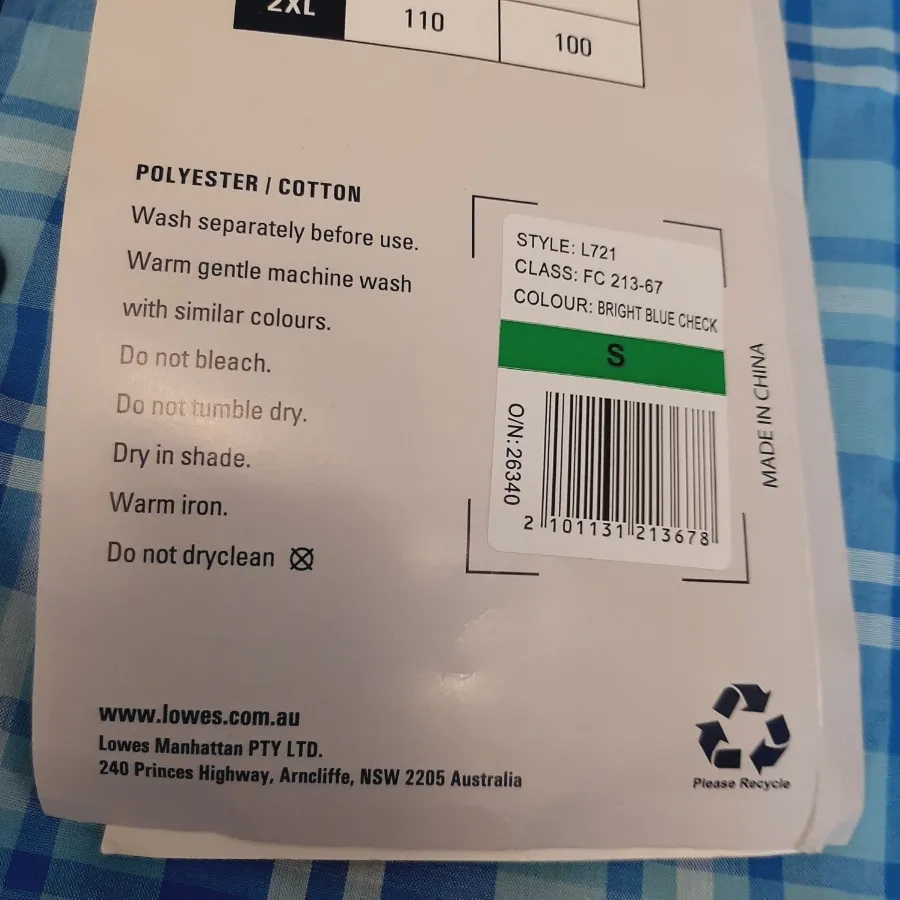 2XL 110 100
POLYESTER / COTTON
Wash separately before use.
Warm gentle machine wash
with similar colours.
Do not bleach.
Do not tumble dry.
Dry in shade.
Warm iron.
Do not dryclean
STYLE: L721
CLASS: FC 213-67
COLOUR: BRIGHT BLUE CHECK
S
O/N: 26340
2 101131 213678
MADE IN CHINA
www.lowes.com.au
Lowes Manhattan PTY LTD.
240 Princes Highway, Arncliffe, NSW 2205 Australia
Please Recycle